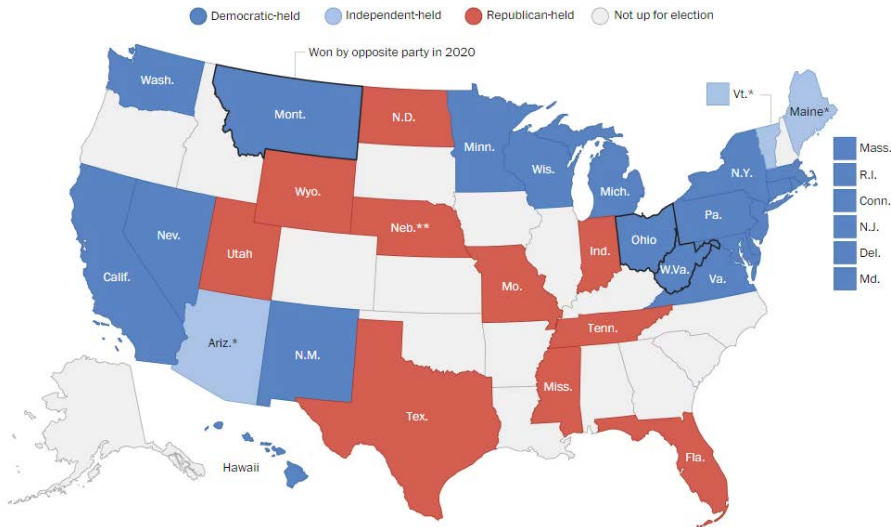 Democratic-held Independent-held Republican-held Not up for election
Won by opposite party in 2020
Wash.
Mont.
N.D.
Minn.
Vt.*
Maine*
Wis.
Mich.
N.Y.
Mass.
R.I.
Conn.
N.J.
Del.
Md.
Wyo.
Neb.**
Nev.
Utah
Calif.
Ind.
Ohio
Pa.
W.Va.
Va.
Mo.
Ariz.*
N.M.
Tenn.
Miss.
Tex.
Fla.
Hawaii